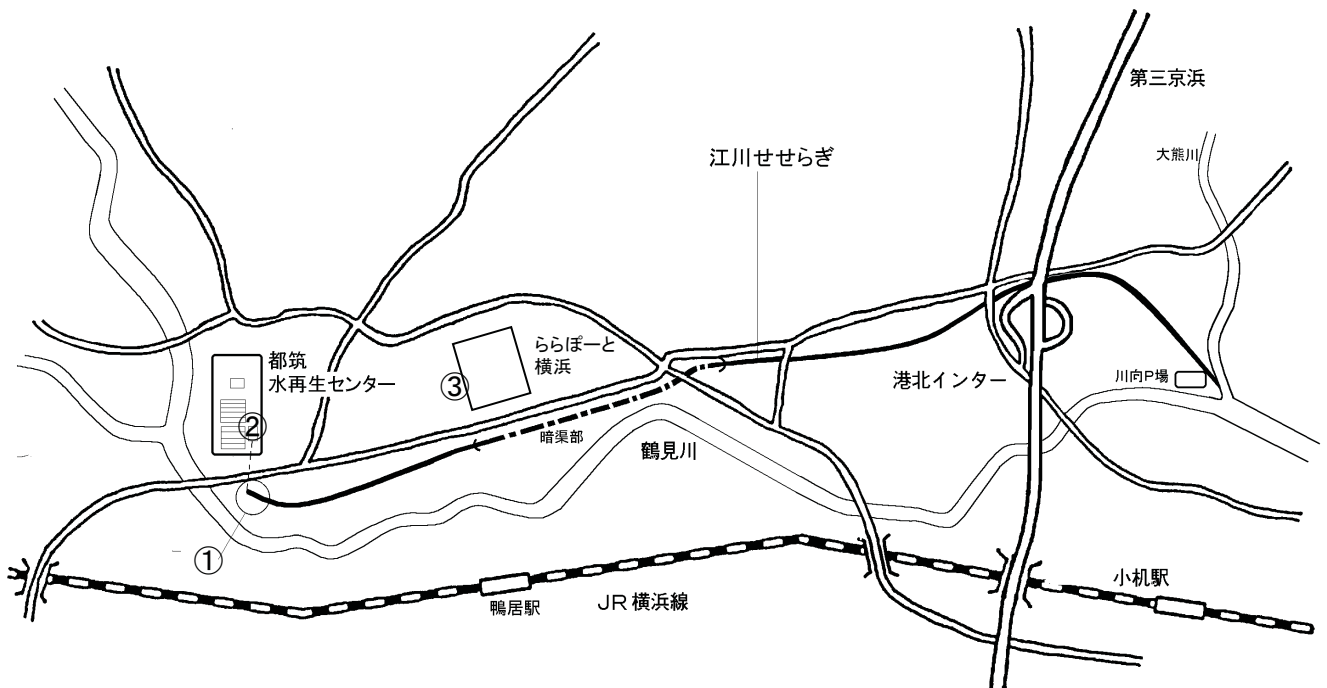 第三京浜
大熊川
江川せせらぎ
都筑
水再生センター
ららぽーと
横浜
③
②
港北インター
川向P場
暗渠部
鶴見川
①
鴨居駅
JR横浜線
小机駅